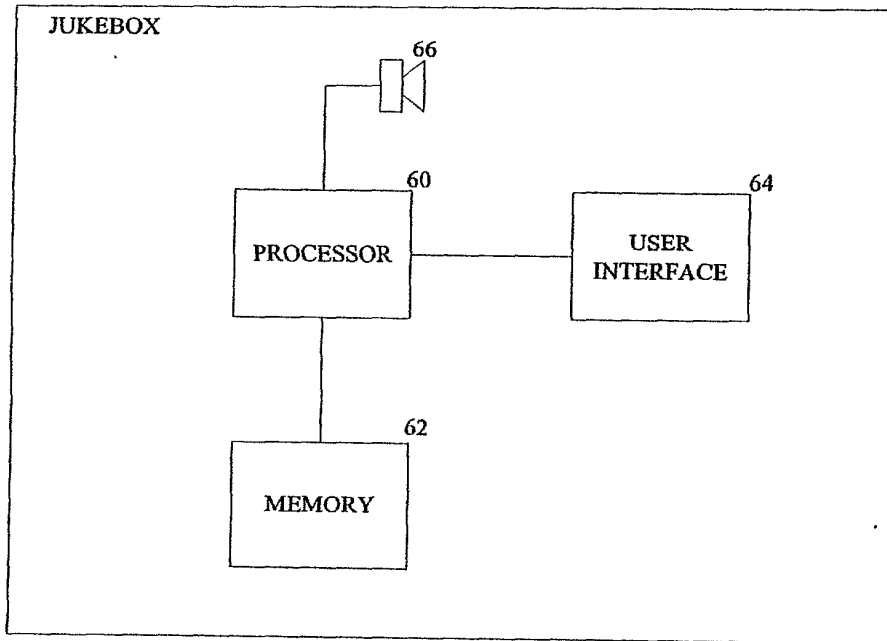 JUKEBOX
66
60
PROCESSOR
64
USER
INTERFACE
62
MEMORY